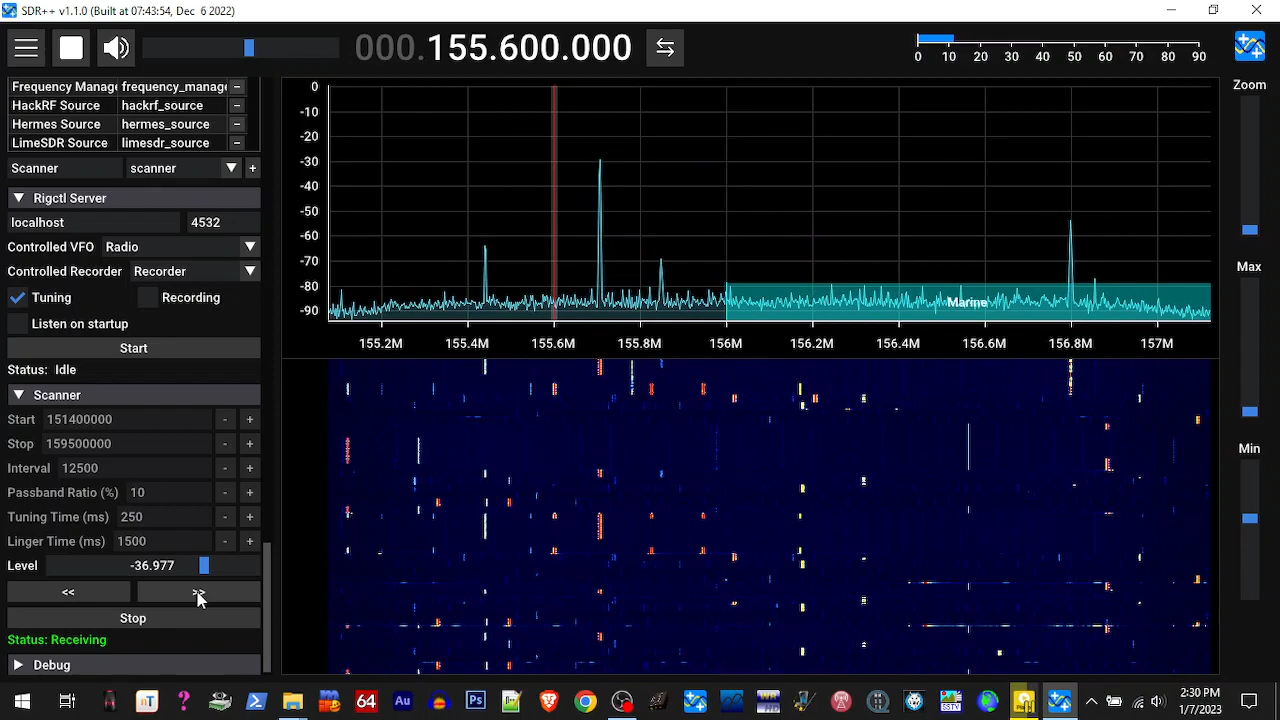 SDR++ v1.1.0 (Built at 07:43:54, Dec 6 2022)
000.155.600.000
0 10 20 30 40 50 60 70 80 90
Frequency Manag frequency_manage
HackRF Source hackrf_source
Hermes Source hermes_source
LimeSDR Source limesdr_source
Scanner scanner +
Rigctl Server
localhost 4532
Controlled VFO Radio
Controlled Recorder Recorder
Tuning Recording
Listen on startup
Start
Status: Idle
Scanner
Start 151400000 - +
Stop 159500000 - +
Interval 12500 - +
Passband Ratio (%) 10 - +
Tuning Time (ms) 250 - +
Linger Time (ms) 1500 - +
Level -36.977
<< >>
Stop
Status: Receiving
Debug
0
-10
-20
-30
-40
-50
-60
-70
-80
-90
Marine
155.2M 155.4M 155.6M 155.8M 156M 156.2M 156.4M 156.6M 156.8M 157M
Zoom
Max
Min
64 Au Ps
2:30 PM
1/7/2023